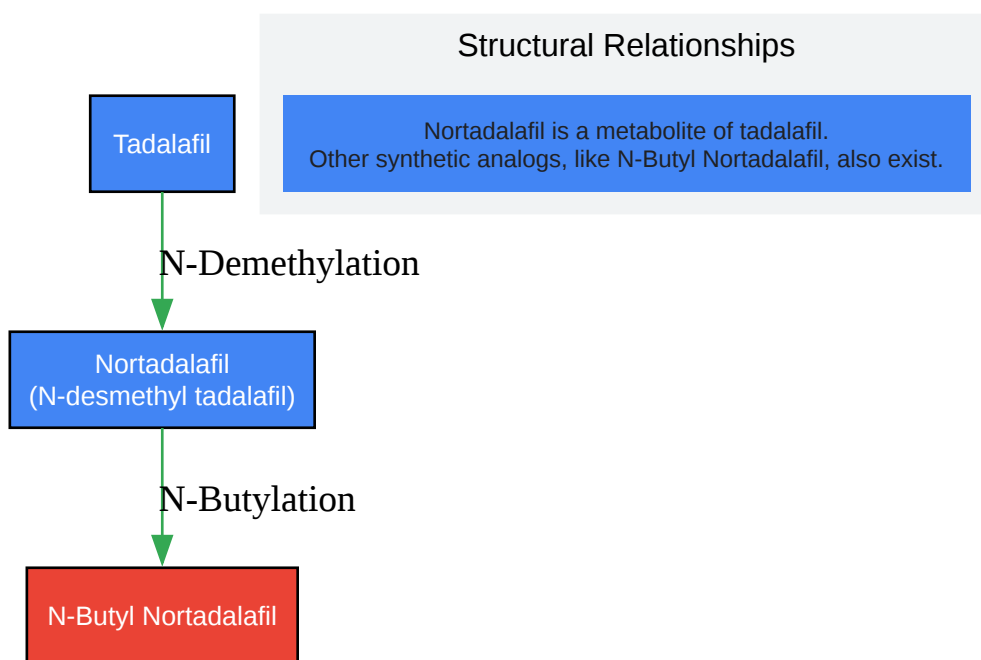 Structural Relationships
Tadalafil
Nortadalafil is a metabolite of tadalafil.
Other synthetic analogs, like N-Butyl Nortadalafil, also exist.
N-Demethylation
Nortadalafil
(N-desmethyl tadalafil)
N-Butylation
N-Butyl Nortadalafil